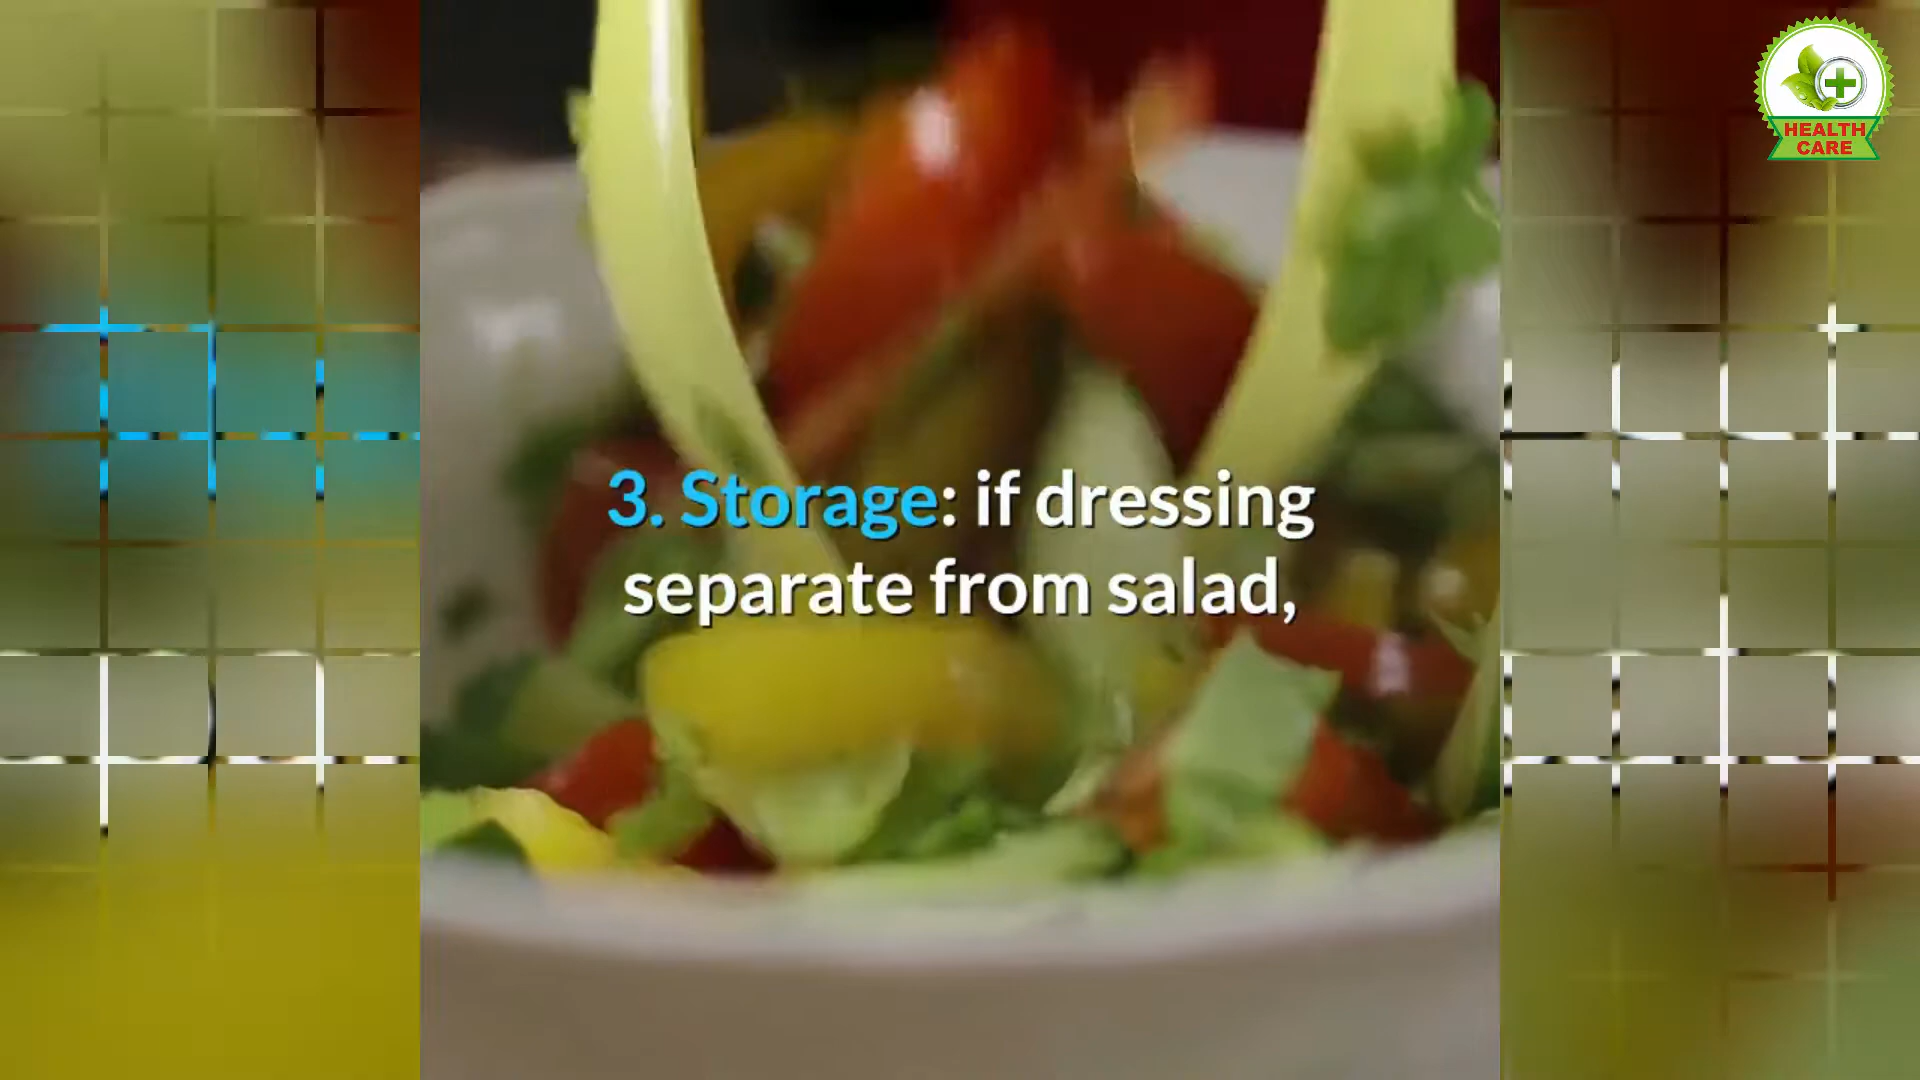 HEALTH
CARE
3. Storage: if dressing
separate from salad,